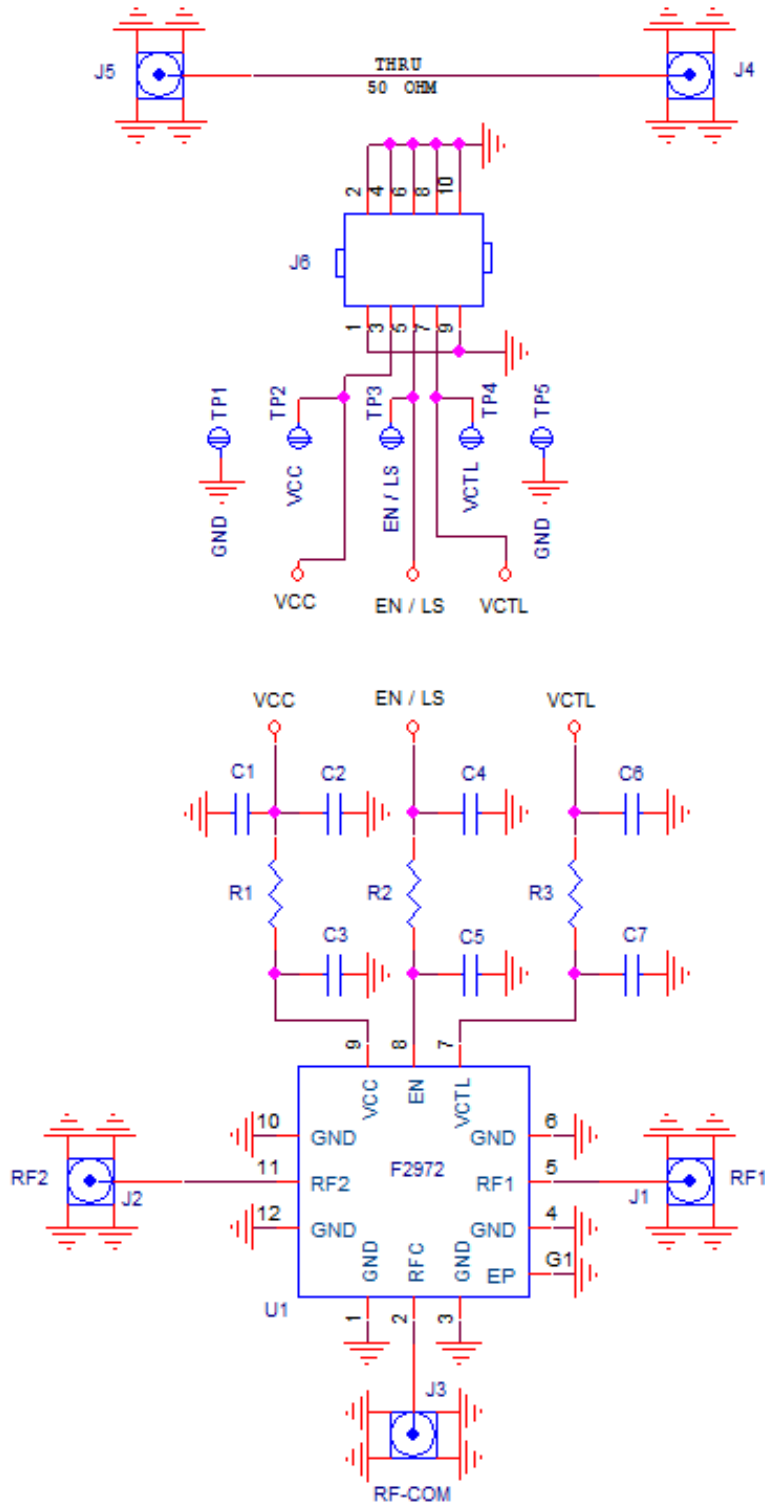 J5
THRU
50 OHM
J4
2
4
6
8
10
J6
1
3
5
7
9
TP1
TP2
TP3
TP4
TP5
GND
VCC
EN / LS
VCTL
GND
VCC
EN / LS
VCTL
VCC
EN / LS
VCTL
C1
C2
C4
C6
R1
R2
R3
C3
C5
C7
9
8
7
VCC
EN
VCTL
10
GND
GND
6
RF2
J2
11
RF2
F2972
RF1
5
J1
RF1
12
GND
GND
4
GND
RFC
GND
EP
G1
U1
1
2
3
J3
RF-COM